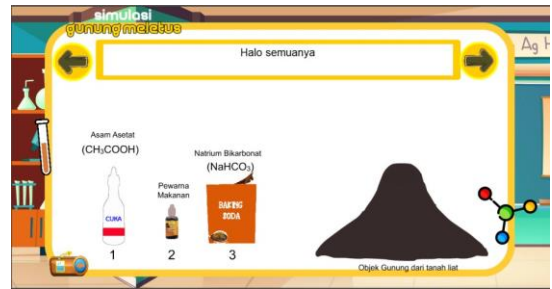 simulasi
gunung meletus
Halo semuanya
Ag
Asam Asetat
(CH₃COOH)
Pewarna
Makanan
Natrium Bikarbonat
(NaHCO₃)
CUKA
BAKING
SODA
1
2
3
Objek Gunung dari tanah liat